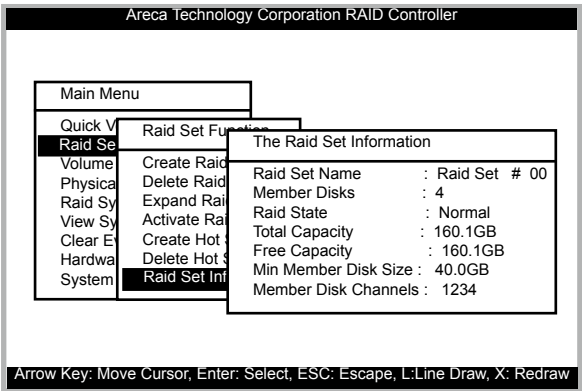 Areca Technology Corporation RAID Controller
Main Menu
Quick V
Raid Se
Volume
Physica
Raid Sy
View Sy
Clear Ev
Hardwa
System
Raid Set Function
Create Raid
Delete Raid
Expand Rai
Activate Rai
Create Hot S
Delete Hot S
Raid Set Inf
The Raid Set Information
Raid Set Name : Raid Set # 00
Member Disks : 4
Raid State : Normal
Total Capacity : 160.1GB
Free Capacity : 160.1GB
Min Member Disk Size : 40.0GB
Member Disk Channels : 1234
Arrow Key: Move Cursor, Enter: Select, ESC: Escape, L:Line Draw, X: Redraw